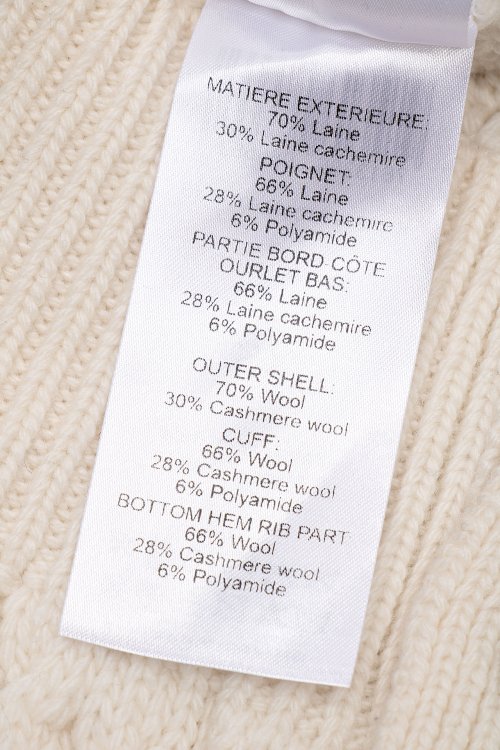 MATIERE EXTERIEURE:
70% Laine
30% Laine cachemire
POIGNET:
66% Laine
28% Laine cachemire
6% Polyamide
PARTIE BORD CÔTE
OURLET BAS:
66% Laine
28% Laine cachemire
6% Polyamide
OUTER SHELL:
70% Wool
30% Cashmere wool
CUFF:
66% Wool
28% Cashmere wool
6% Polyamide
BOTTOM HEM RIB PART
66% Wool
28% Cashmere wool
6% Polyamide